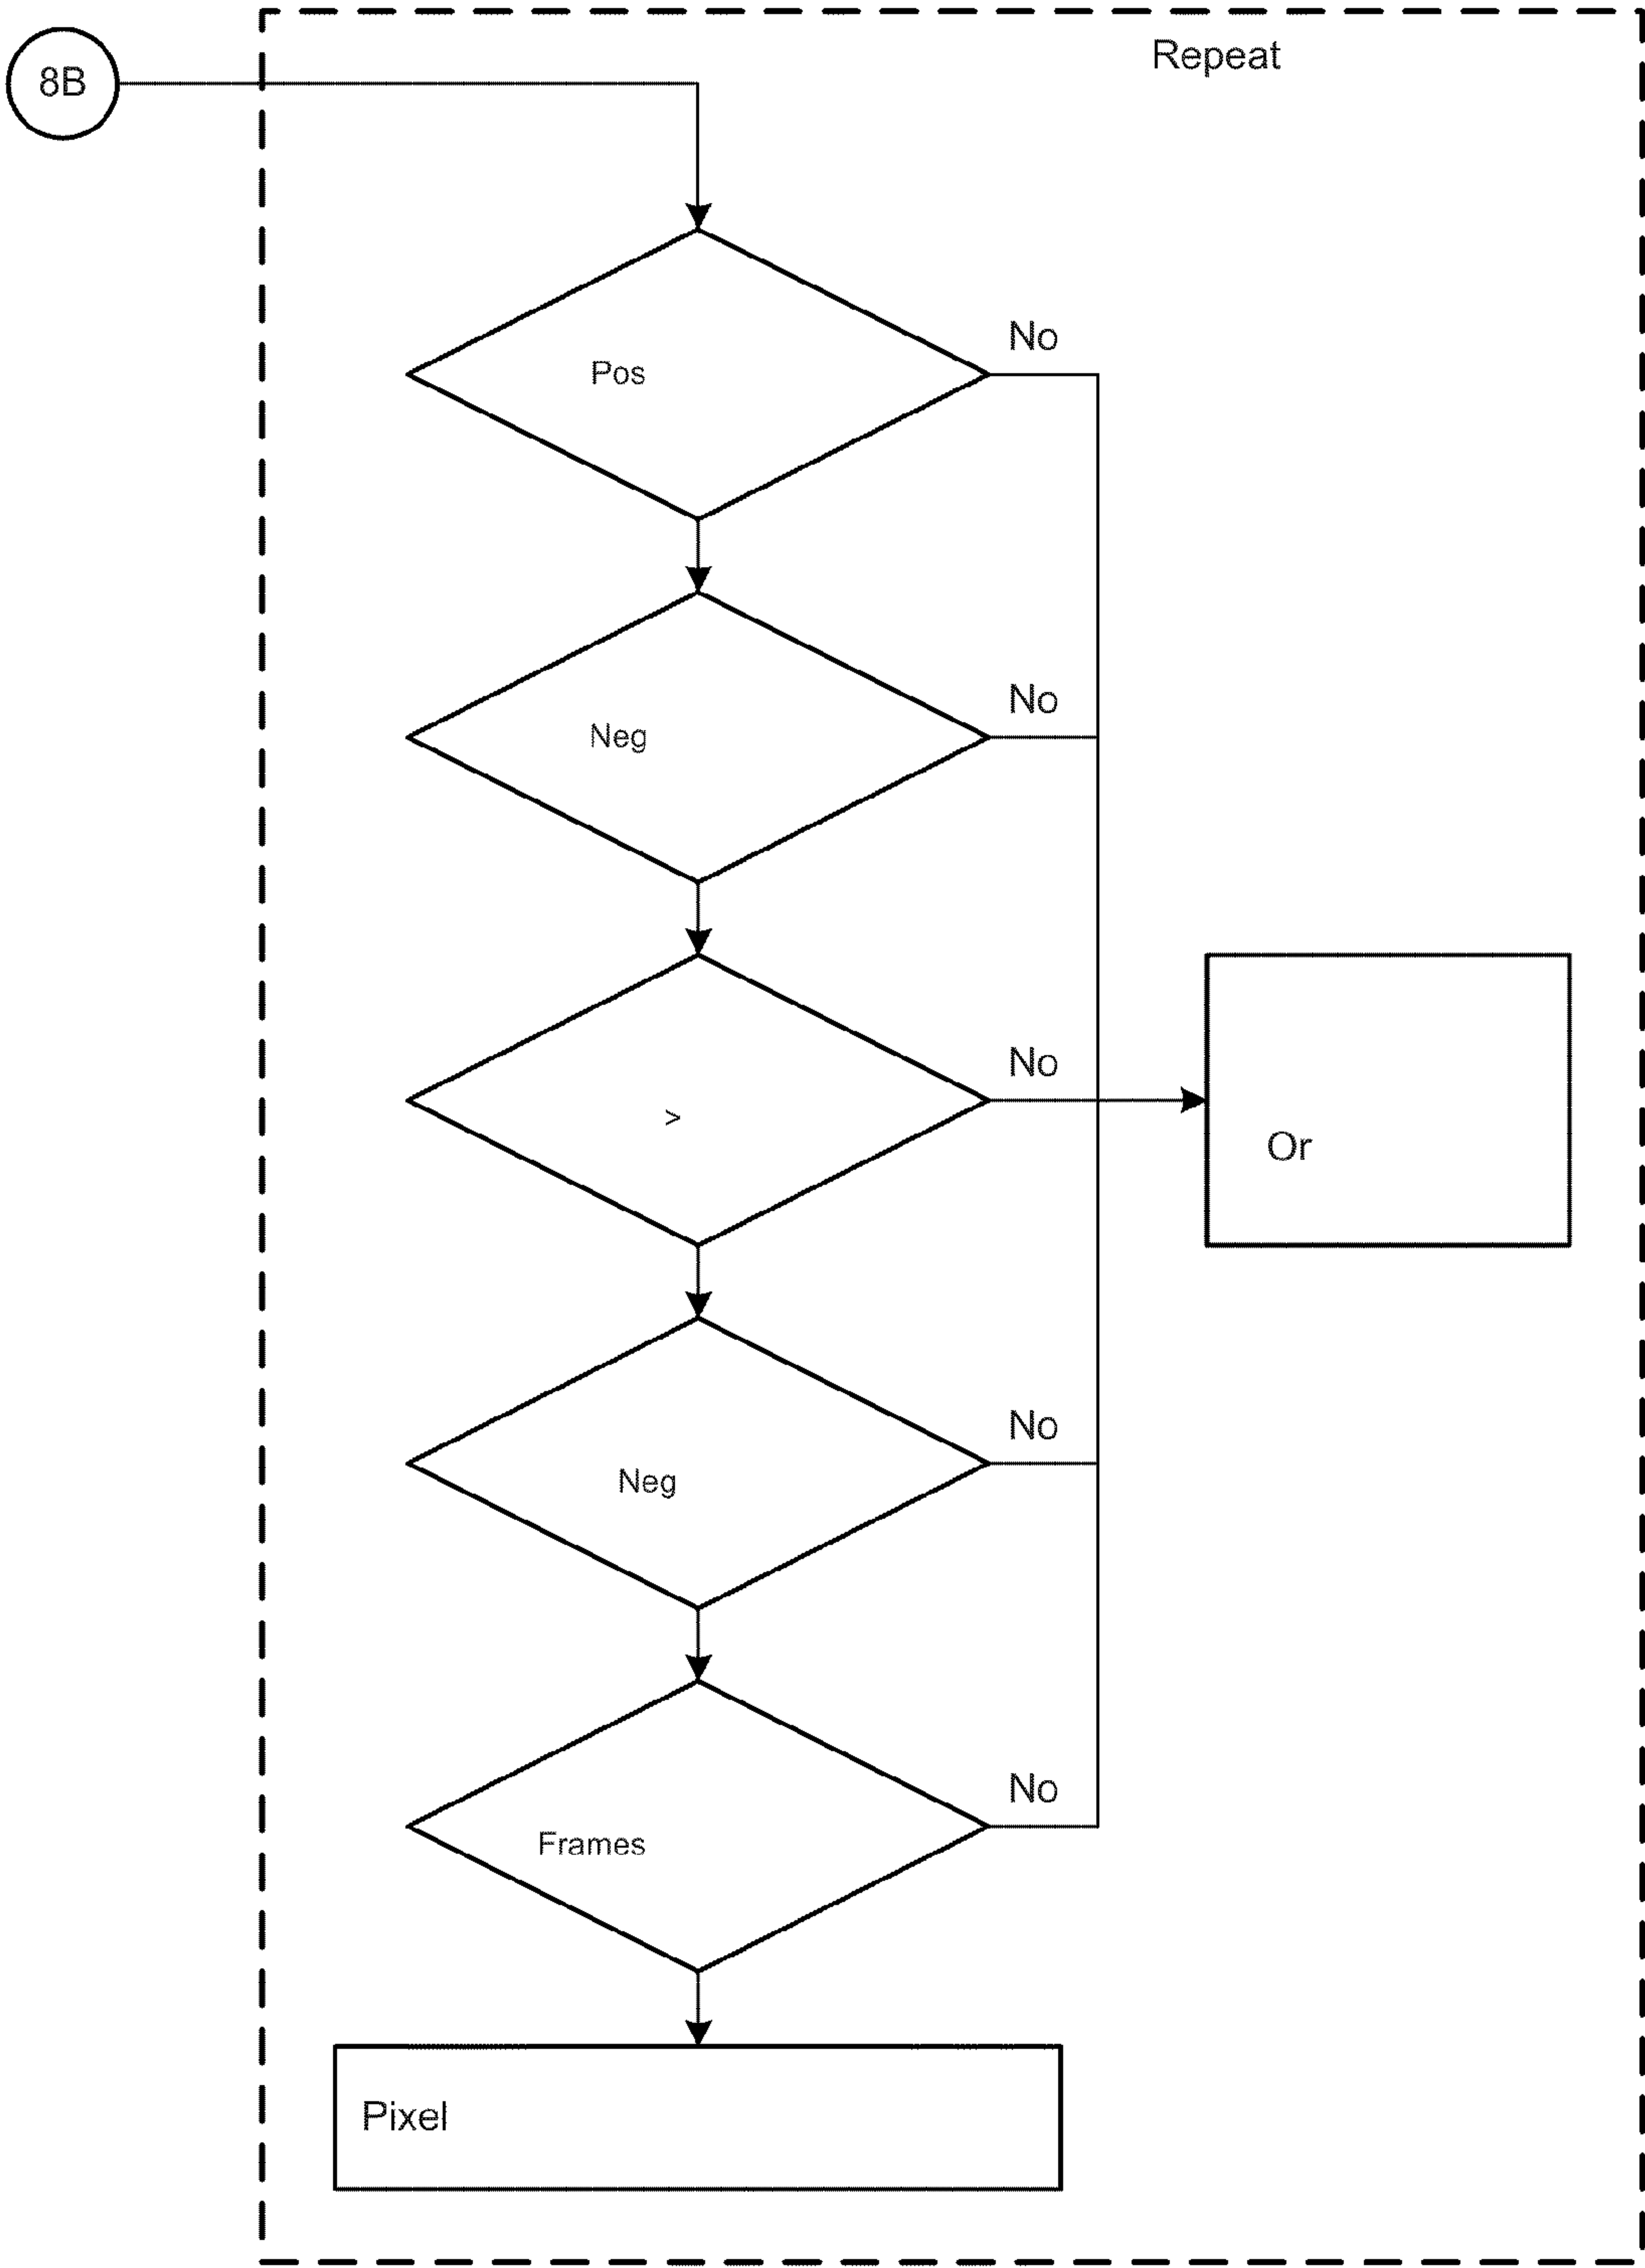 8B
Repeat
No
Pos
No
Neg
No
>
Or
No
Neg
No
Frames
Pixel